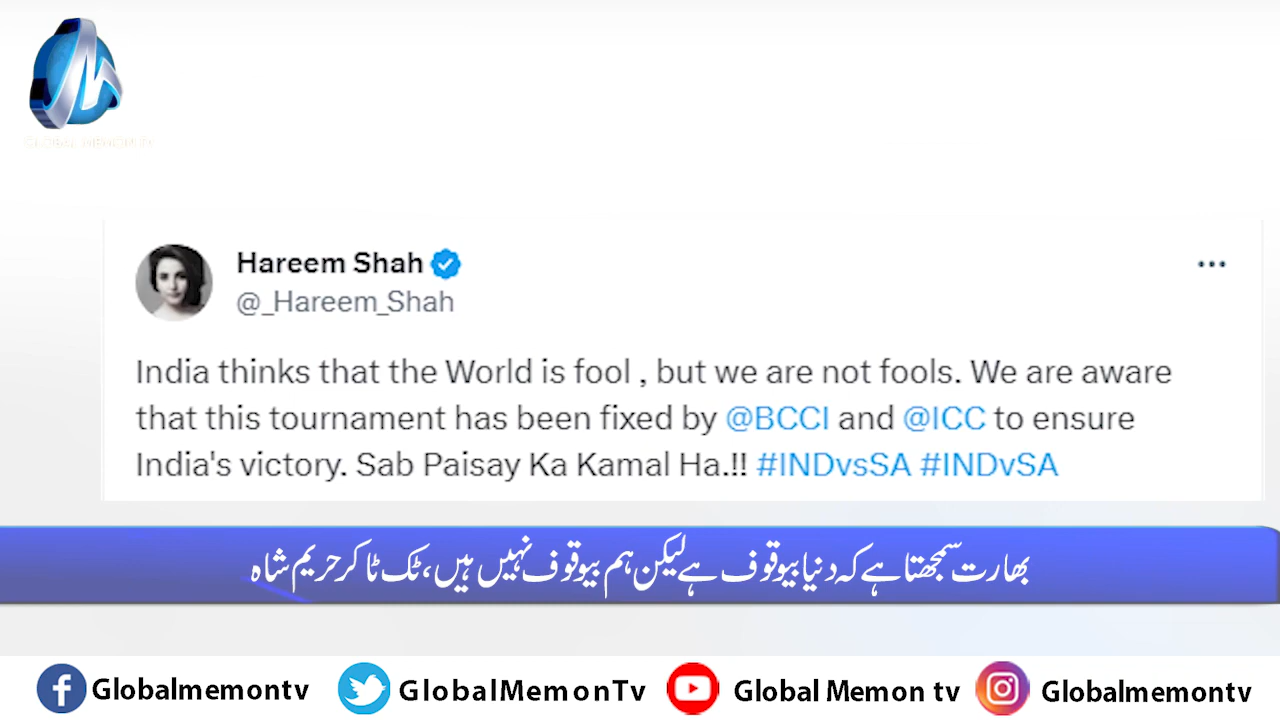 GLOBAL MEMON TV
Hareem Shah
@_Hareem_Shah
India thinks that the World is fool , but we are not fools. We are aware
that this tournament has been fixed by @BCCI and @ICC to ensure
India's victory. Sab Paisay Ka Kamal Ha.!! #INDvsSA #INDvSA
بھارت سمجھتا ہے کہ دنیا بیوقوف ہے لیکن ہم بیوقوف نہیں ہیں، ٹک ٹاکر حریم شاہ
Globalmemontv GlobalMemonTv Global Memon tv Globalmemontv